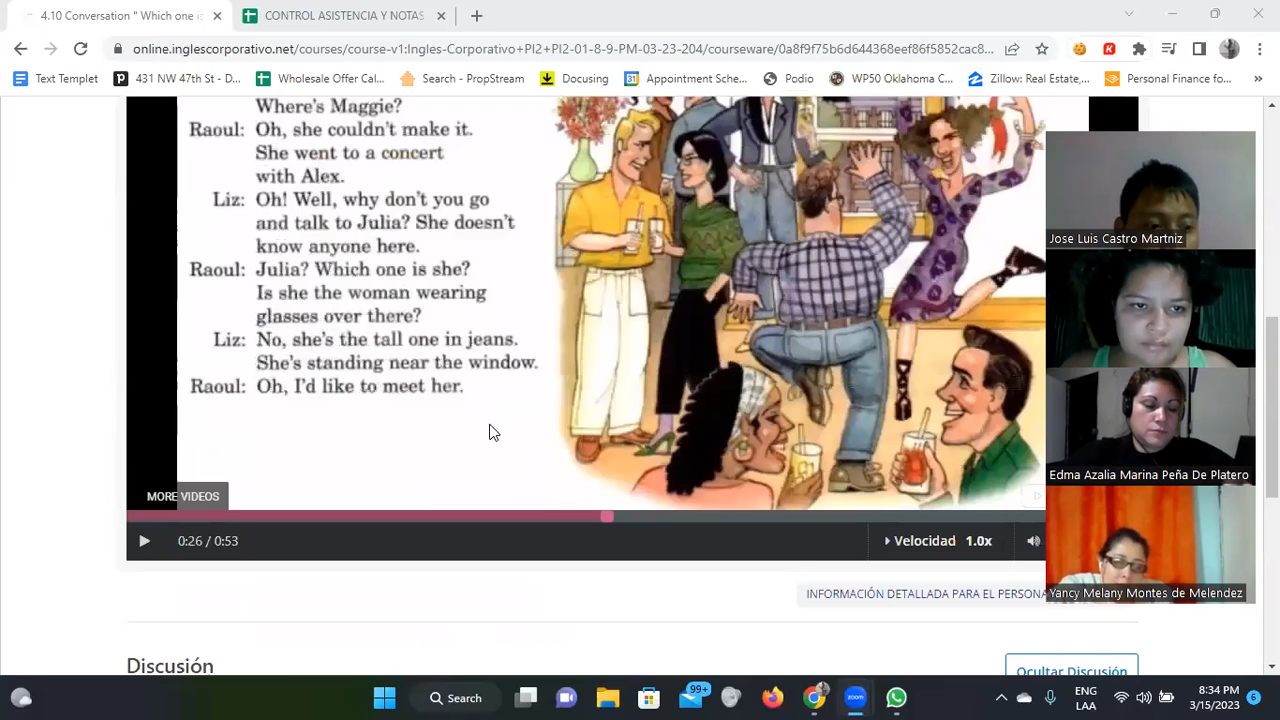 4.10 Conversation " Which one is
CONTROL ASISTENCIA Y NOTAS
online.inglescorporativo.net/courses/course-v1:Ingles-Corporativo+PI2+PI2-01-8-9-PM-03-23-204/courseware/0a8f9f75b6d644368eef86f5852cac8...
Text Templet
431 NW 47th St - D...
Wholesale Offer Cal...
Search - PropStream
Docusing
Appointment Sche...
Podio
WP50 Oklahoma C...
Zillow: Real Estate,...
Personal Finance fo...
Where's Maggie?
Raoul: Oh, she couldn't make it.
She went to a concert
with Alex.
Liz: Oh! Well, why don't you go
and talk to Julia? She doesn't
know anyone here.
Raoul: Julia? Which one is she?
Is she the woman wearing
glasses over there?
Liz: No, she's the tall one in jeans.
She's standing near the window.
Raoul: Oh, I'd like to meet her.
MORE VIDEOS
0:26 / 0:53
Velocidad 1.0x
INFORMACIÓN DETALLADA PARA EL PERSONA
Discusión
Ocultar Discusión
Jose Luis Castro Martniz
Edma Azalia Marina Peña De Platero
Yancy Melany Montes de Melendez
Search
99+
ENG
LAA
8:34 PM
3/15/2023
6